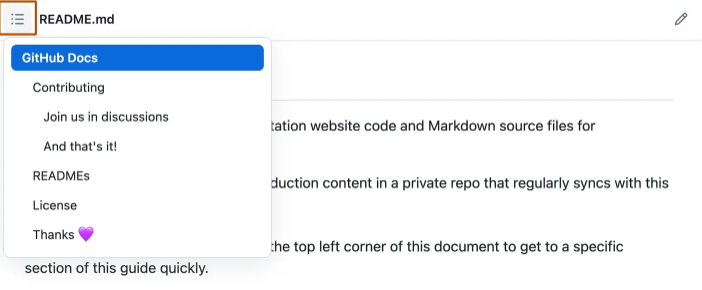 README.md
GitHub Docs
Contributing
Join us in discussions
And that's it!
READMEs
License
Thanks 💜
website code and Markdown source files for
content in a private repo that regularly syncs with this
the top left corner of this document to get to a specific
section of this guide quickly.